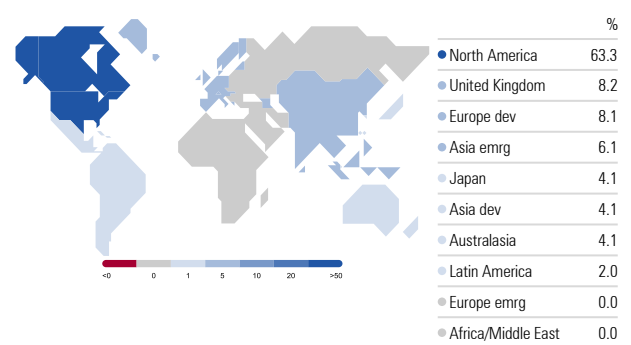 %
North America 63.3
United Kingdom 8.2
Europe dev 8.1
Asia emrg 6.1
Japan 4.1
Asia dev 4.1
Australasia 4.1
Latin America 2.0
Europe emrg 0.0
Africa/Middle East 0.0
<0 0 1 5 10 20 >50